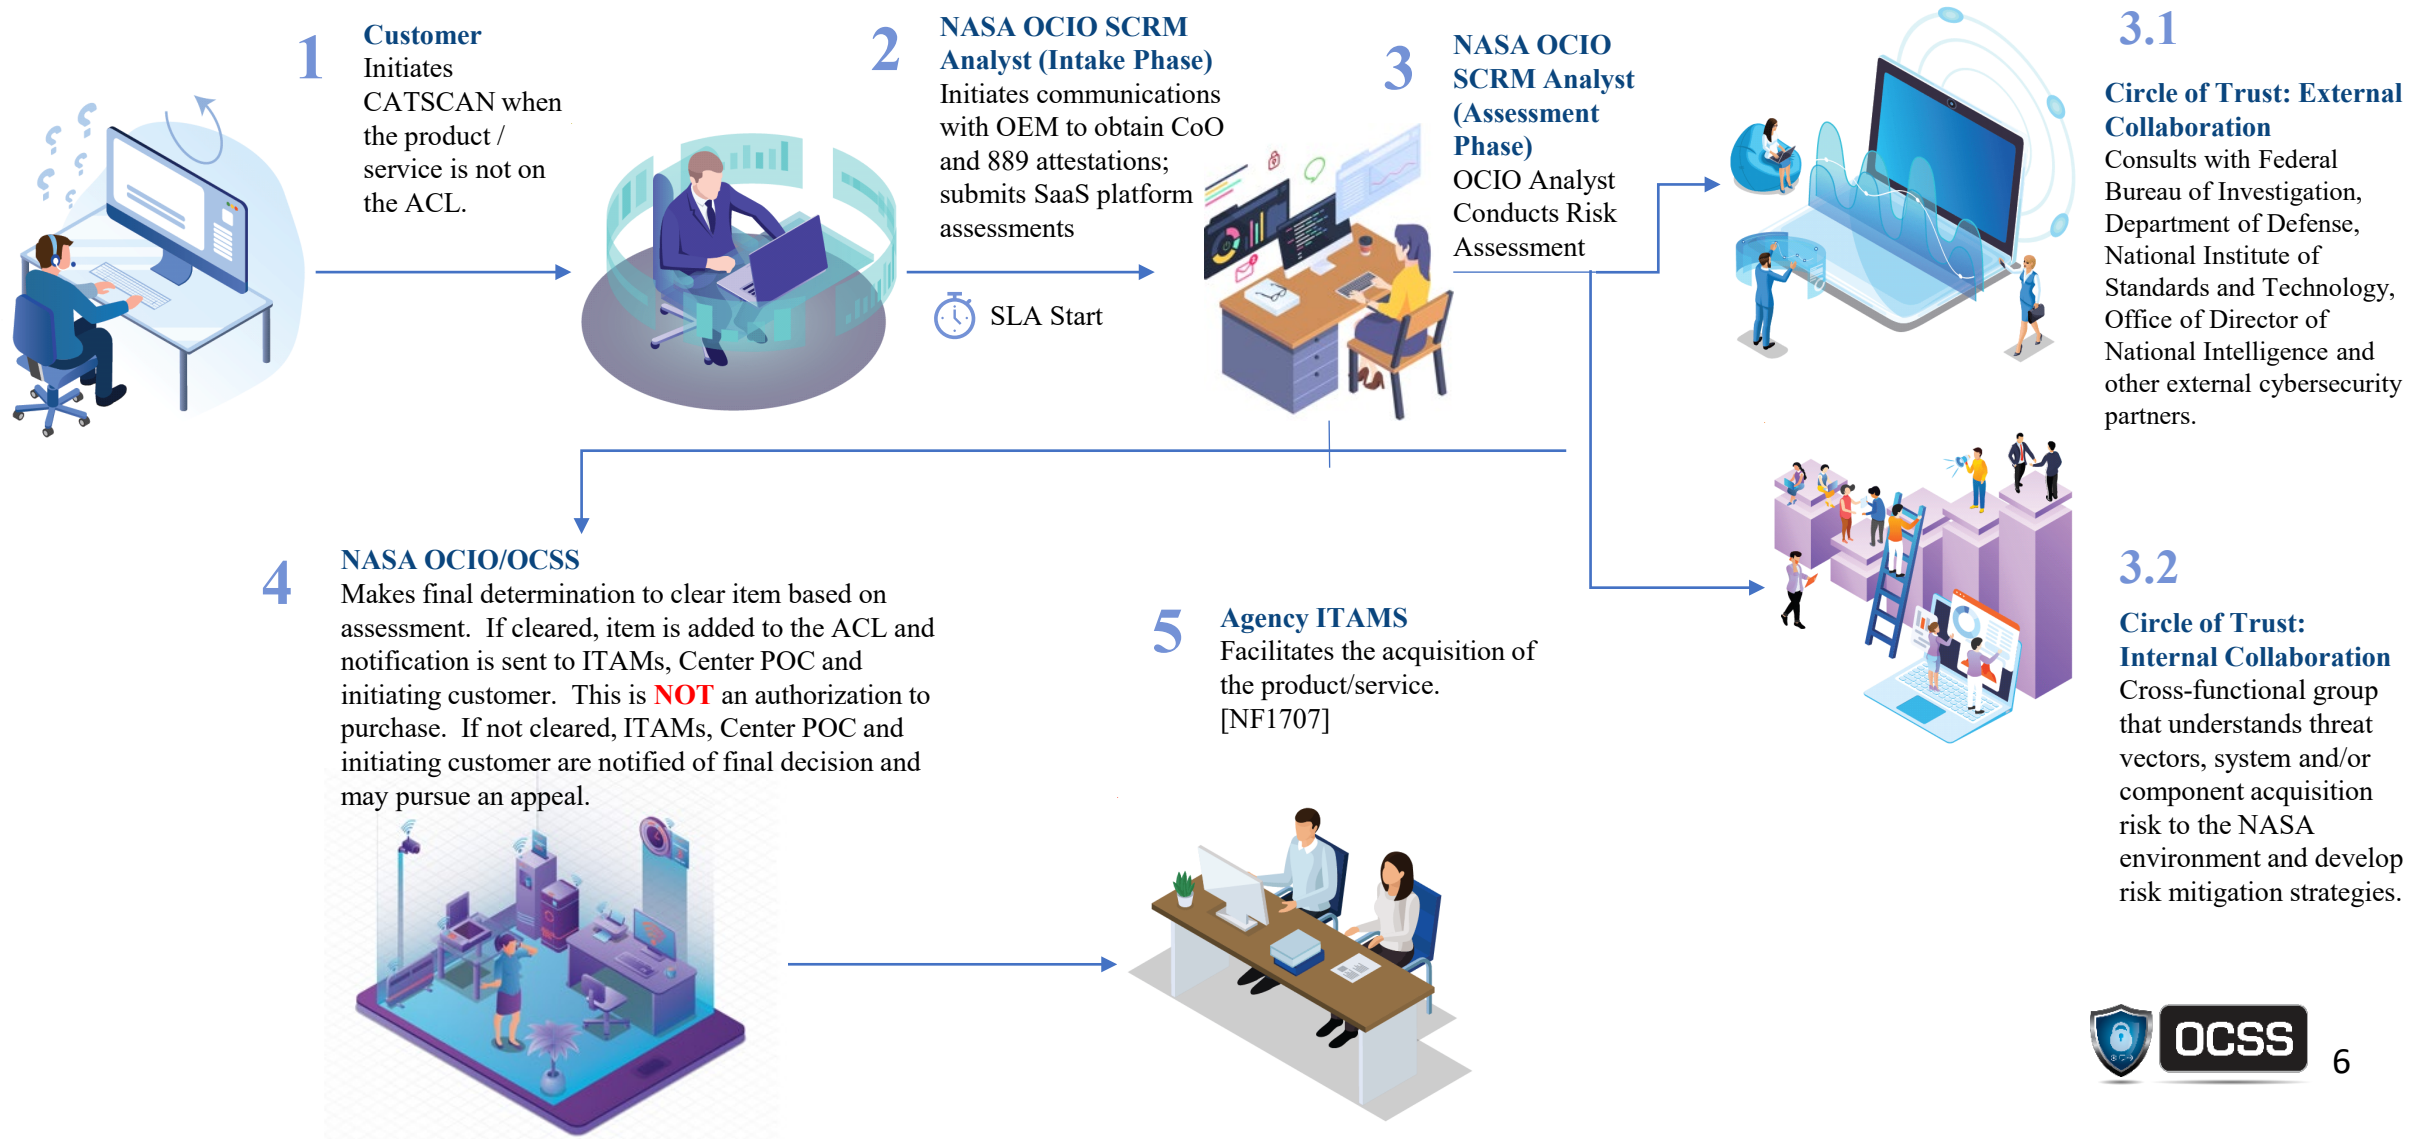 1
Customer
Initiates
CATSCAN when
the product /
service is not on
the ACL.
2
NASA OCIO SCRM
Analyst (Intake Phase)
Initiates communications
with OEM to obtain CoO
and 889 attestations;
submits SaaS platform
assessments
SLA Start
3
NASA OCIO
SCRM Analyst
(Assessment
Phase)
OCIO Analyst
Conducts Risk
Assessment
3.1
Circle of Trust: External
Collaboration
Consults with Federal
Bureau of Investigation,
Department of Defense,
National Institute of
Standards and Technology,
Office of Director of
National Intelligence and
other external cybersecurity
partners.
3.2
Circle of Trust:
Internal Collaboration
Cross-functional group
that understands threat
vectors, system and/or
component acquisition
risk to the NASA
environment and develop
risk mitigation strategies.
4
NASA OCIO/OCSS
Makes final determination to clear item based on
assessment.  If cleared, item is added to the ACL and
notification is sent to ITAMs, Center POC and
initiating customer.  This is NOT an authorization to
purchase.  If not cleared, ITAMs, Center POC and
initiating customer are notified of final decision and
may pursue an appeal.
5
Agency ITAMS
Facilitates the acquisition of
the product/service.
[NF1707]
OCSS
6